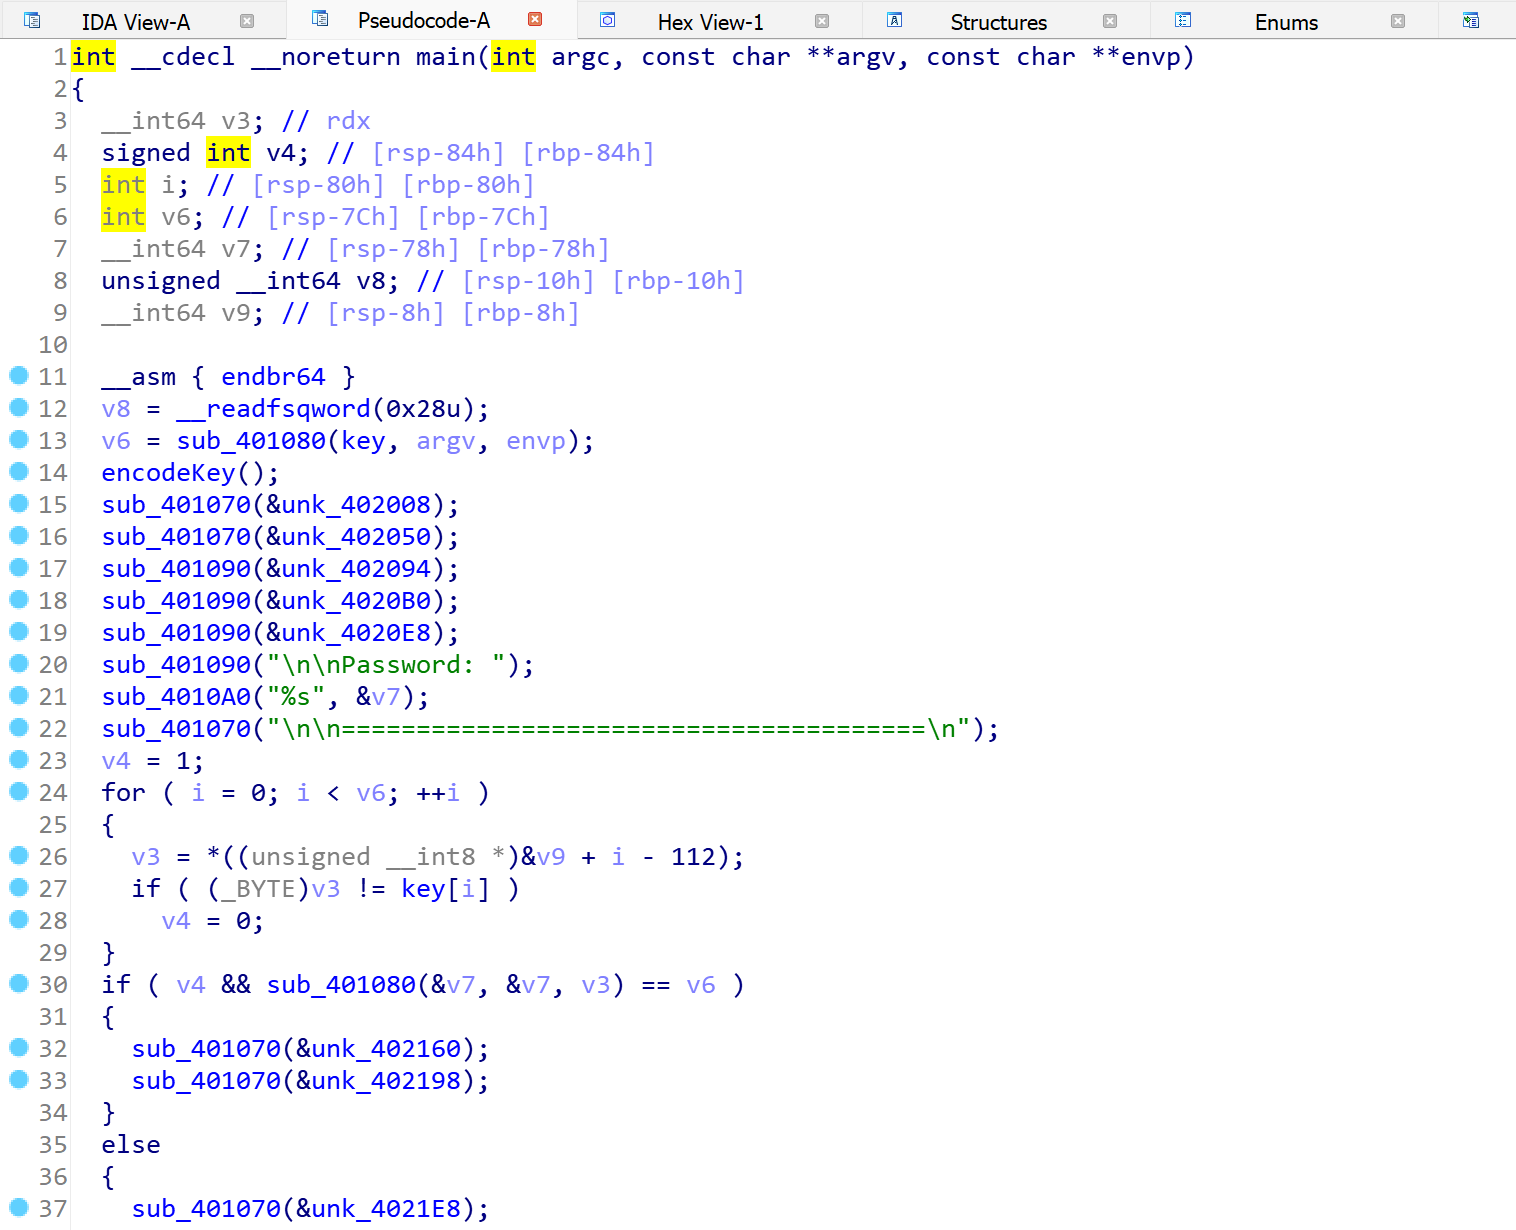 IDA View-A Pseudocode-A Hex View-1 Structures Enums
1 int __cdecl __noreturn main(int argc, const char **argv, const char **envp)
2 {
3   __int64 v3; // rdx
4   signed int v4; // [rsp-84h] [rbp-84h]
5   int i; // [rsp-80h] [rbp-80h]
6   int v6; // [rsp-7Ch] [rbp-7Ch]
7   __int64 v7; // [rsp-78h] [rbp-78h]
8   unsigned __int64 v8; // [rsp-10h] [rbp-10h]
9   __int64 v9; // [rsp-8h] [rbp-8h]
10
11   __asm { endbr64 }
12   v8 = __readfsqword(0x28u);
13   v6 = sub_401080(key, argv, envp);
14   encodeKey();
15   sub_401070(&unk_402008);
16   sub_401070(&unk_402050);
17   sub_401090(&unk_402094);
18   sub_401090(&unk_4020B0);
19   sub_401090(&unk_4020E8);
20   sub_401090("\n\nPassword: ");
21   sub_4010A0("%s", &v7);
22   sub_401070("\n\n=======================================\n");
23   v4 = 1;
24   for ( i = 0; i < v6; ++i )
25   {
26     v3 = *((unsigned __int8 *)&v9 + i - 112);
27     if ( (_BYTE)v3 != key[i] )
28       v4 = 0;
29   }
30   if ( v4 && sub_401080(&v7, &v7, v3) == v6 )
31   {
32     sub_401070(&unk_402160);
33     sub_401070(&unk_402198);
34   }
35   else
36   {
37     sub_401070(&unk_4021E8);